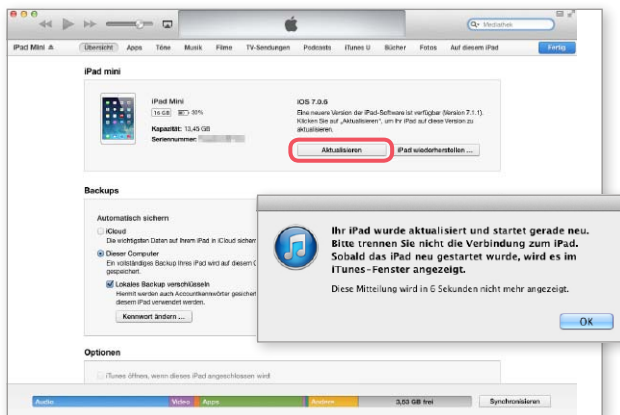 Mediathek
iPad Mini
Übersicht Apps Töne Musik Filme TV-Sendungen Podcasts iTunes U Bücher Fotos Auf diesem iPad Fertig
iPad mini
iPad Mini
16 GB 30%
Kapazität: 13,45 GB
Seriennummer:
iOS 7.0.6
Eine neuere Version der iPad-Software ist verfügbar (Version 7.1.1).
Klicken Sie auf „Aktualisieren“, um Ihr iPad auf diese Version zu
aktualisieren.
Aktualisieren iPad wiederherstellen ...
Backups
Automatisch sichern
iCloud
Die wichtigsten Daten auf Ihrem iPad in iCloud sichern
Dieser Computer
Ein vollständiges Backup Ihres iPad wird auf diesem C
gespeichert.
Lokales Backup verschlüsseln
Hiermit werden auch Accountkennwörter gesichert
diesem iPad verwendet werden.
Kennwort ändern ...
Ihr iPad wurde aktualisiert und startet gerade neu.
Bitte trennen Sie nicht die Verbindung zum iPad.
Sobald das iPad neu gestartet wurde, wird es im
iTunes-Fenster angezeigt.
Diese Mitteilung wird in 6 Sekunden nicht mehr angezeigt.
OK
Optionen
iTunes öffnen, wenn dieses iPad angeschlossen wird
Audio Video Apps Andere 3,53 GB frei Synchronisieren